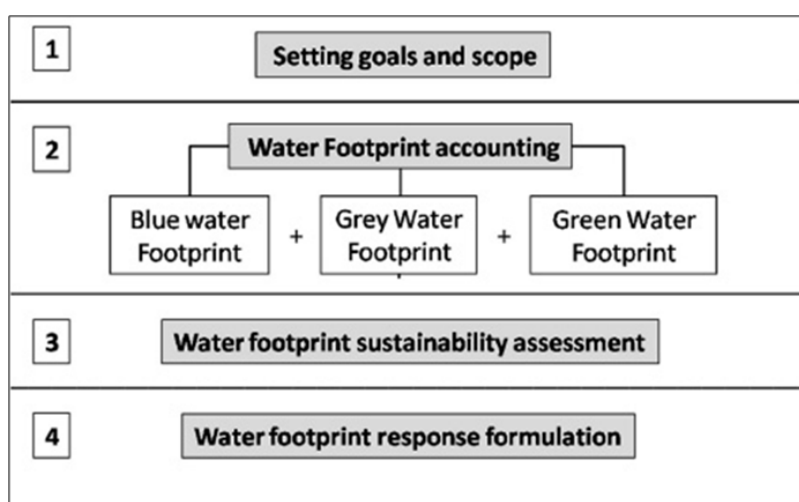 1
Setting goals and scope
2
Water Footprint accounting
Blue water
Footprint
+
Grey Water
Footprint
+
Green Water
Footprint
3
Water footprint sustainability assessment
4
Water footprint response formulation